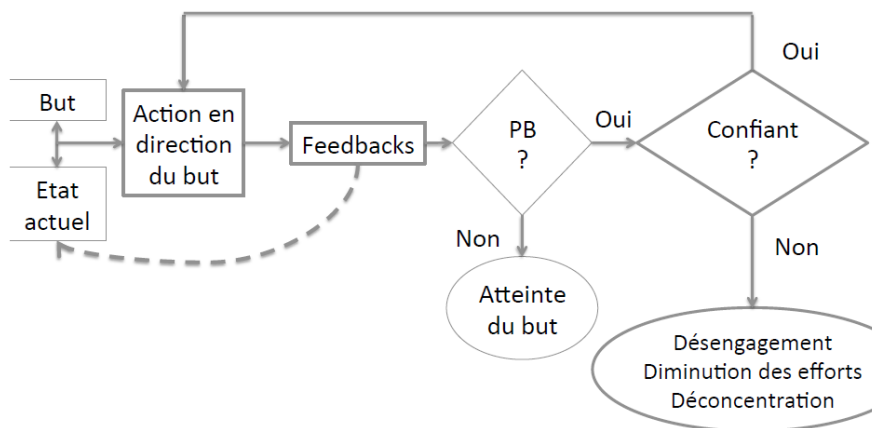 But
Etat
actuel
Action en
direction
du but
Feedbacks
PB
?
Oui
Non
Atteinte
du but
Confiant
?
Oui
Non
Désengagement
Diminution des efforts
Déconcentration